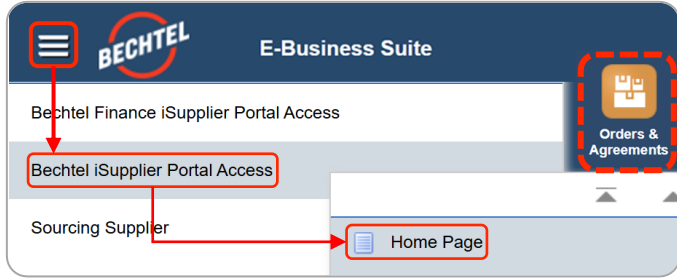 BECHTEL
E-Business Suite
Bechtel Finance iSupplier Portal Access
Orders &
Agreements
Bechtel iSupplier Portal Access
Sourcing Supplier
Home Page